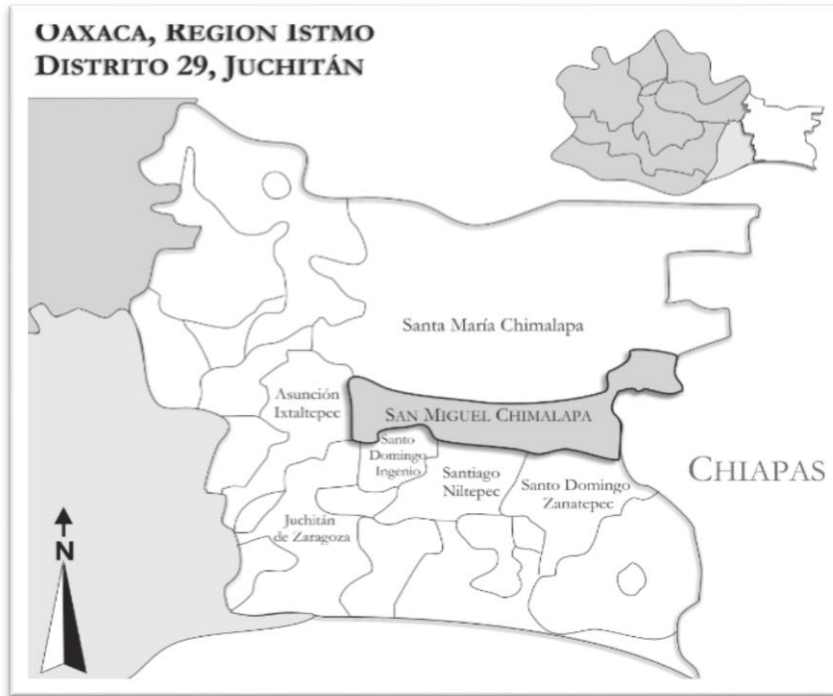 OAXACA, REGION ISTMO
DISTRITO 29, JUCHITÁN
Santa María Chimalapa
Asunción
Ixtaltepec
SAN MIGUEL CHIMALAPA
Santo
Domingo
Ingenio
Santiago
Niltepec
Santo Domingo
Zanatepec
CHIAPAS
Juchitán
de Zaragoza
N